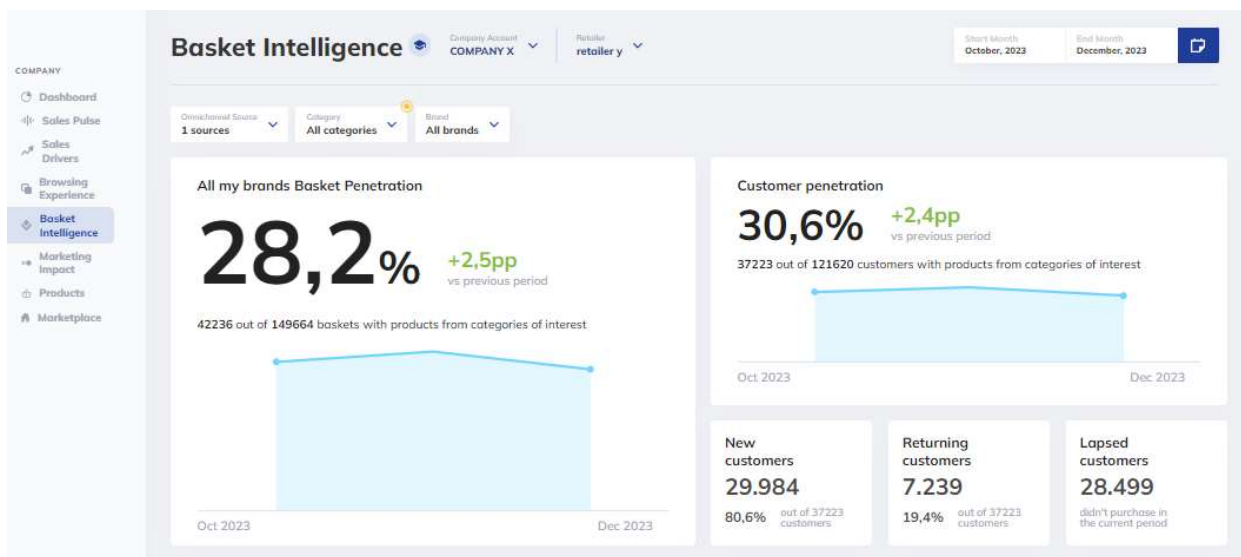 Basket Intelligence
Company Account
COMPANY X
Retailer
retailer y
Start Month
October, 2023
End Month
December, 2023
COMPANY
Dashboard
Sales Pulse
Sales
Drivers
Browsing
Experience
Basket
Intelligence
Marketing
Impact
Products
Marketplace
Omnichannel Source
1 sources
Category
All categories
Brand
All brands
All my brands Basket Penetration
28,2%
+2,5pp
vs previous period
42236 out of 149664 baskets with products from categories of interest
Oct 2023
Dec 2023
Customer penetration
30,6%
+2,4pp
vs previous period
37223 out of 121620 customers with products from categories of interest
Oct 2023
Dec 2023
New
customers
29.984
80,6%
out of 37223
customers
Returning
customers
7.239
19,4%
out of 37223
customers
Lapsed
customers
28.499
didn't purchase in
the current period